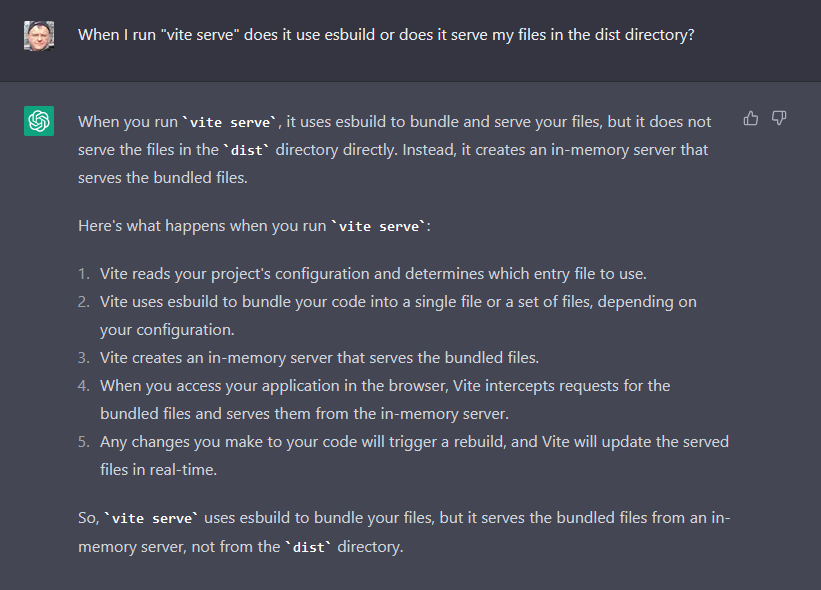 When I run "vite serve" does it use esbuild or does it serve my files in the dist directory?
When you run `vite serve`, it uses esbuild to bundle and serve your files, but it does not
serve the files in the `dist` directory directly. Instead, it creates an in-memory server that
serves the bundled files.
Here's what happens when you run `vite serve`:
1. Vite reads your project's configuration and determines which entry file to use.
2. Vite uses esbuild to bundle your code into a single file or a set of files, depending on
your configuration.
3. Vite creates an in-memory server that serves the bundled files.
4. When you access your application in the browser, Vite intercepts requests for the
bundled files and serves them from the in-memory server.
5. Any changes you make to your code will trigger a rebuild, and Vite will update the served
files in real-time.
So, `vite serve` uses esbuild to bundle your files, but it serves the bundled files from an in-
memory server, not from the `dist` directory.